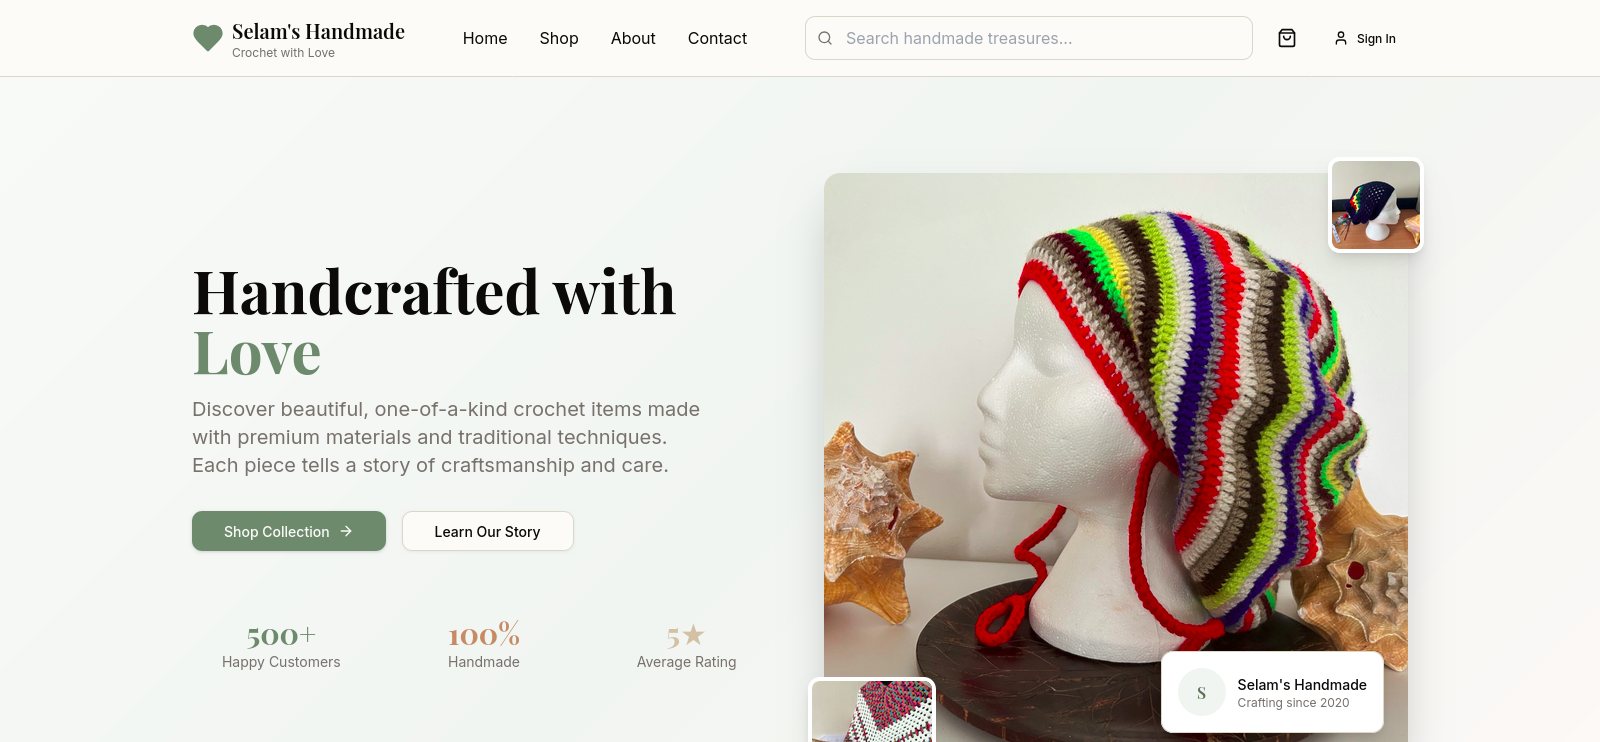 Selam's Handmade
Crochet with Love
Home
Shop
About
Contact
Search handmade treasures...
Sign In
Handcrafted with
Love
Discover beautiful, one-of-a-kind crochet items made
with premium materials and traditional techniques.
Each piece tells a story of craftsmanship and care.
Shop Collection →
Learn Our Story
500+
Happy Customers
100%
Handmade
5★
Average Rating
S
Selam's Handmade
Crafting since 2020